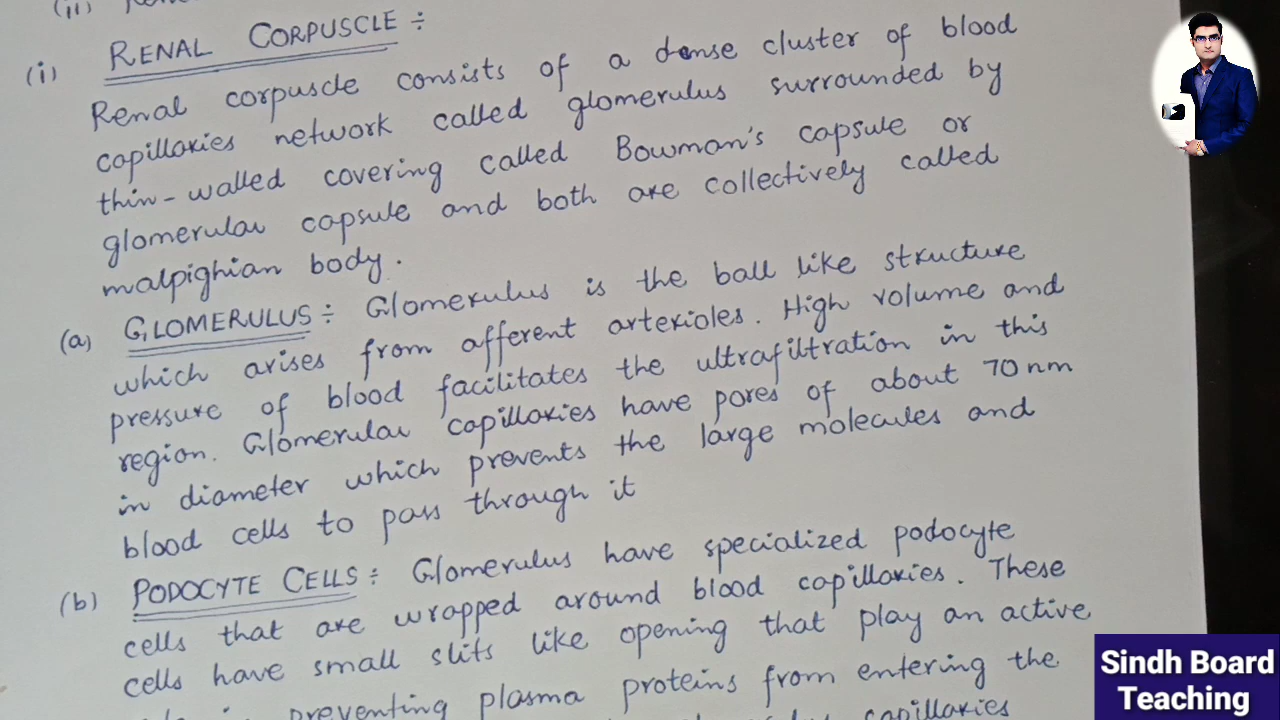 (ii)
(i) RENAL CORPUSCLE ÷
Renal corpuscle consists of a dense cluster of blood
capillaries network called glomerulus surrounded by
thin-walled covering called Bowman's capsule or
glomerular capsule and both are collectively called
malpighian body.
(a) GLOMERULUS ÷ Glomerulus is the ball like structure
which arises from afferent arterioles. High volume and
pressure of blood facilitates the ultrafiltration in this
region. Glomerular capillaries have pores of about 70nm
in diameter which prevents the large molecules and
blood cells to pass through it
(b) PODOCYTE CELLS ÷ Glomerulus have specialized podocyte
cells that are wrapped around blood capillaries. These
cells have small slits like opening that play an active
preventing plasma proteins from entering the
capillaries
Sindh Board
Teaching